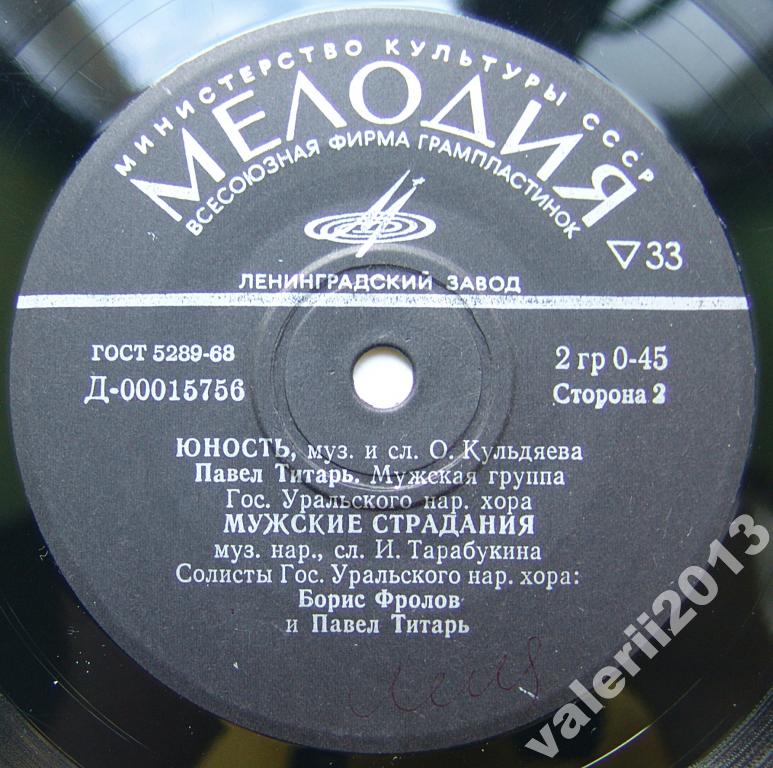 МИНИСТЕРСТВО КУЛЬТУРЫ СССР
МЕЛОДИЯ
ВСЕСОЮЗНАЯ ФИРМА ГРАМПЛАСТИНОК
▽33
ЛЕНИНГРАДСКИЙ ЗАВОД
ГОСТ 5289-68
2 гр 0-45
Д-00015756
Сторона 2
ЮНОСТЬ, муз. и сл. О. Кульдяева
Павел Титарь. Мужская группа
Гос. Уральского нар. хора
МУЖСКИЕ СТРАДАНИЯ
муз. нар., сл. И. Тарабукина
Солисты Гос. Уральского нар. хора:
Борис Фролов
и Павел Титарь
valerii2013